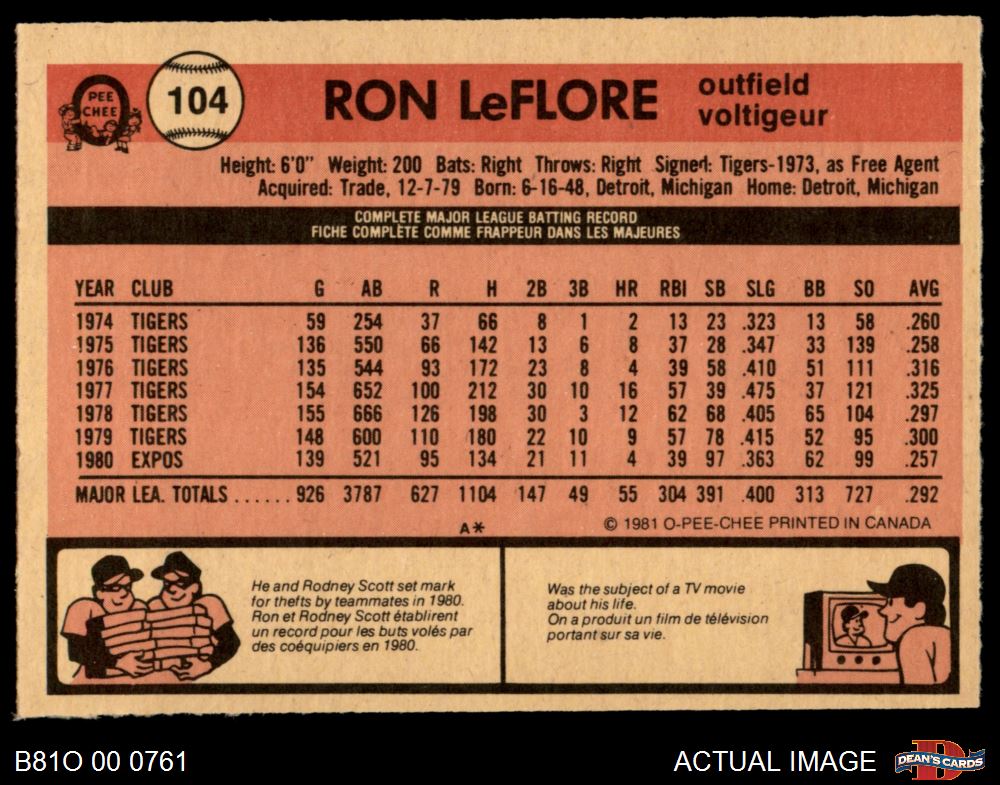 O
PEE
CHEE
104
RON LeFLORE
outfield
voltigeur
Height: 6'0" Weight: 200 Bats: Right Throws: Right Signed: Tigers-1973, as Free Agent
Acquired: Trade, 12-7-79 Born: 6-16-48, Detroit, Michigan Home: Detroit, Michigan
COMPLETE MAJOR LEAGUE BATTING RECORD
FICHE COMPLÈTE COMME FRAPPEUR DANS LES MAJEURES
YEAR CLUB G AB R H 2B 3B HR RBI SB SLG BB SO AVG
1974 TIGERS 59 254 37 66 8 1 2 13 23 .323 13 58 .260
1975 TIGERS 136 550 66 142 13 6 8 37 28 .347 33 139 .258
1976 TIGERS 135 544 93 172 23 8 4 39 58 .410 51 111 .316
1977 TIGERS 154 652 100 212 30 10 16 57 39 .475 37 121 .325
1978 TIGERS 155 666 126 198 30 3 12 62 68 .405 65 104 .297
1979 TIGERS 148 600 110 180 22 10 9 57 78 .415 52 95 .300
1980 EXPOS 139 521 95 134 21 11 4 39 97 .363 62 99 .257
MAJOR LEA. TOTALS ...... 926 3787 627 1104 147 49 55 304 391 .400 313 727 .292
A* © 1981 O-PEE-CHEE PRINTED IN CANADA
He and Rodney Scott set mark
for thefts by teammates in 1980.
Ron et Rodney Scott établirent
un record pour les buts volés par
des coéquipiers en 1980.
Was the subject of a TV movie
about his life.
On a produit un film de télévision
portant sur sa vie.
B81O 00 0761
ACTUAL IMAGE
D
DEAN'S CARDS